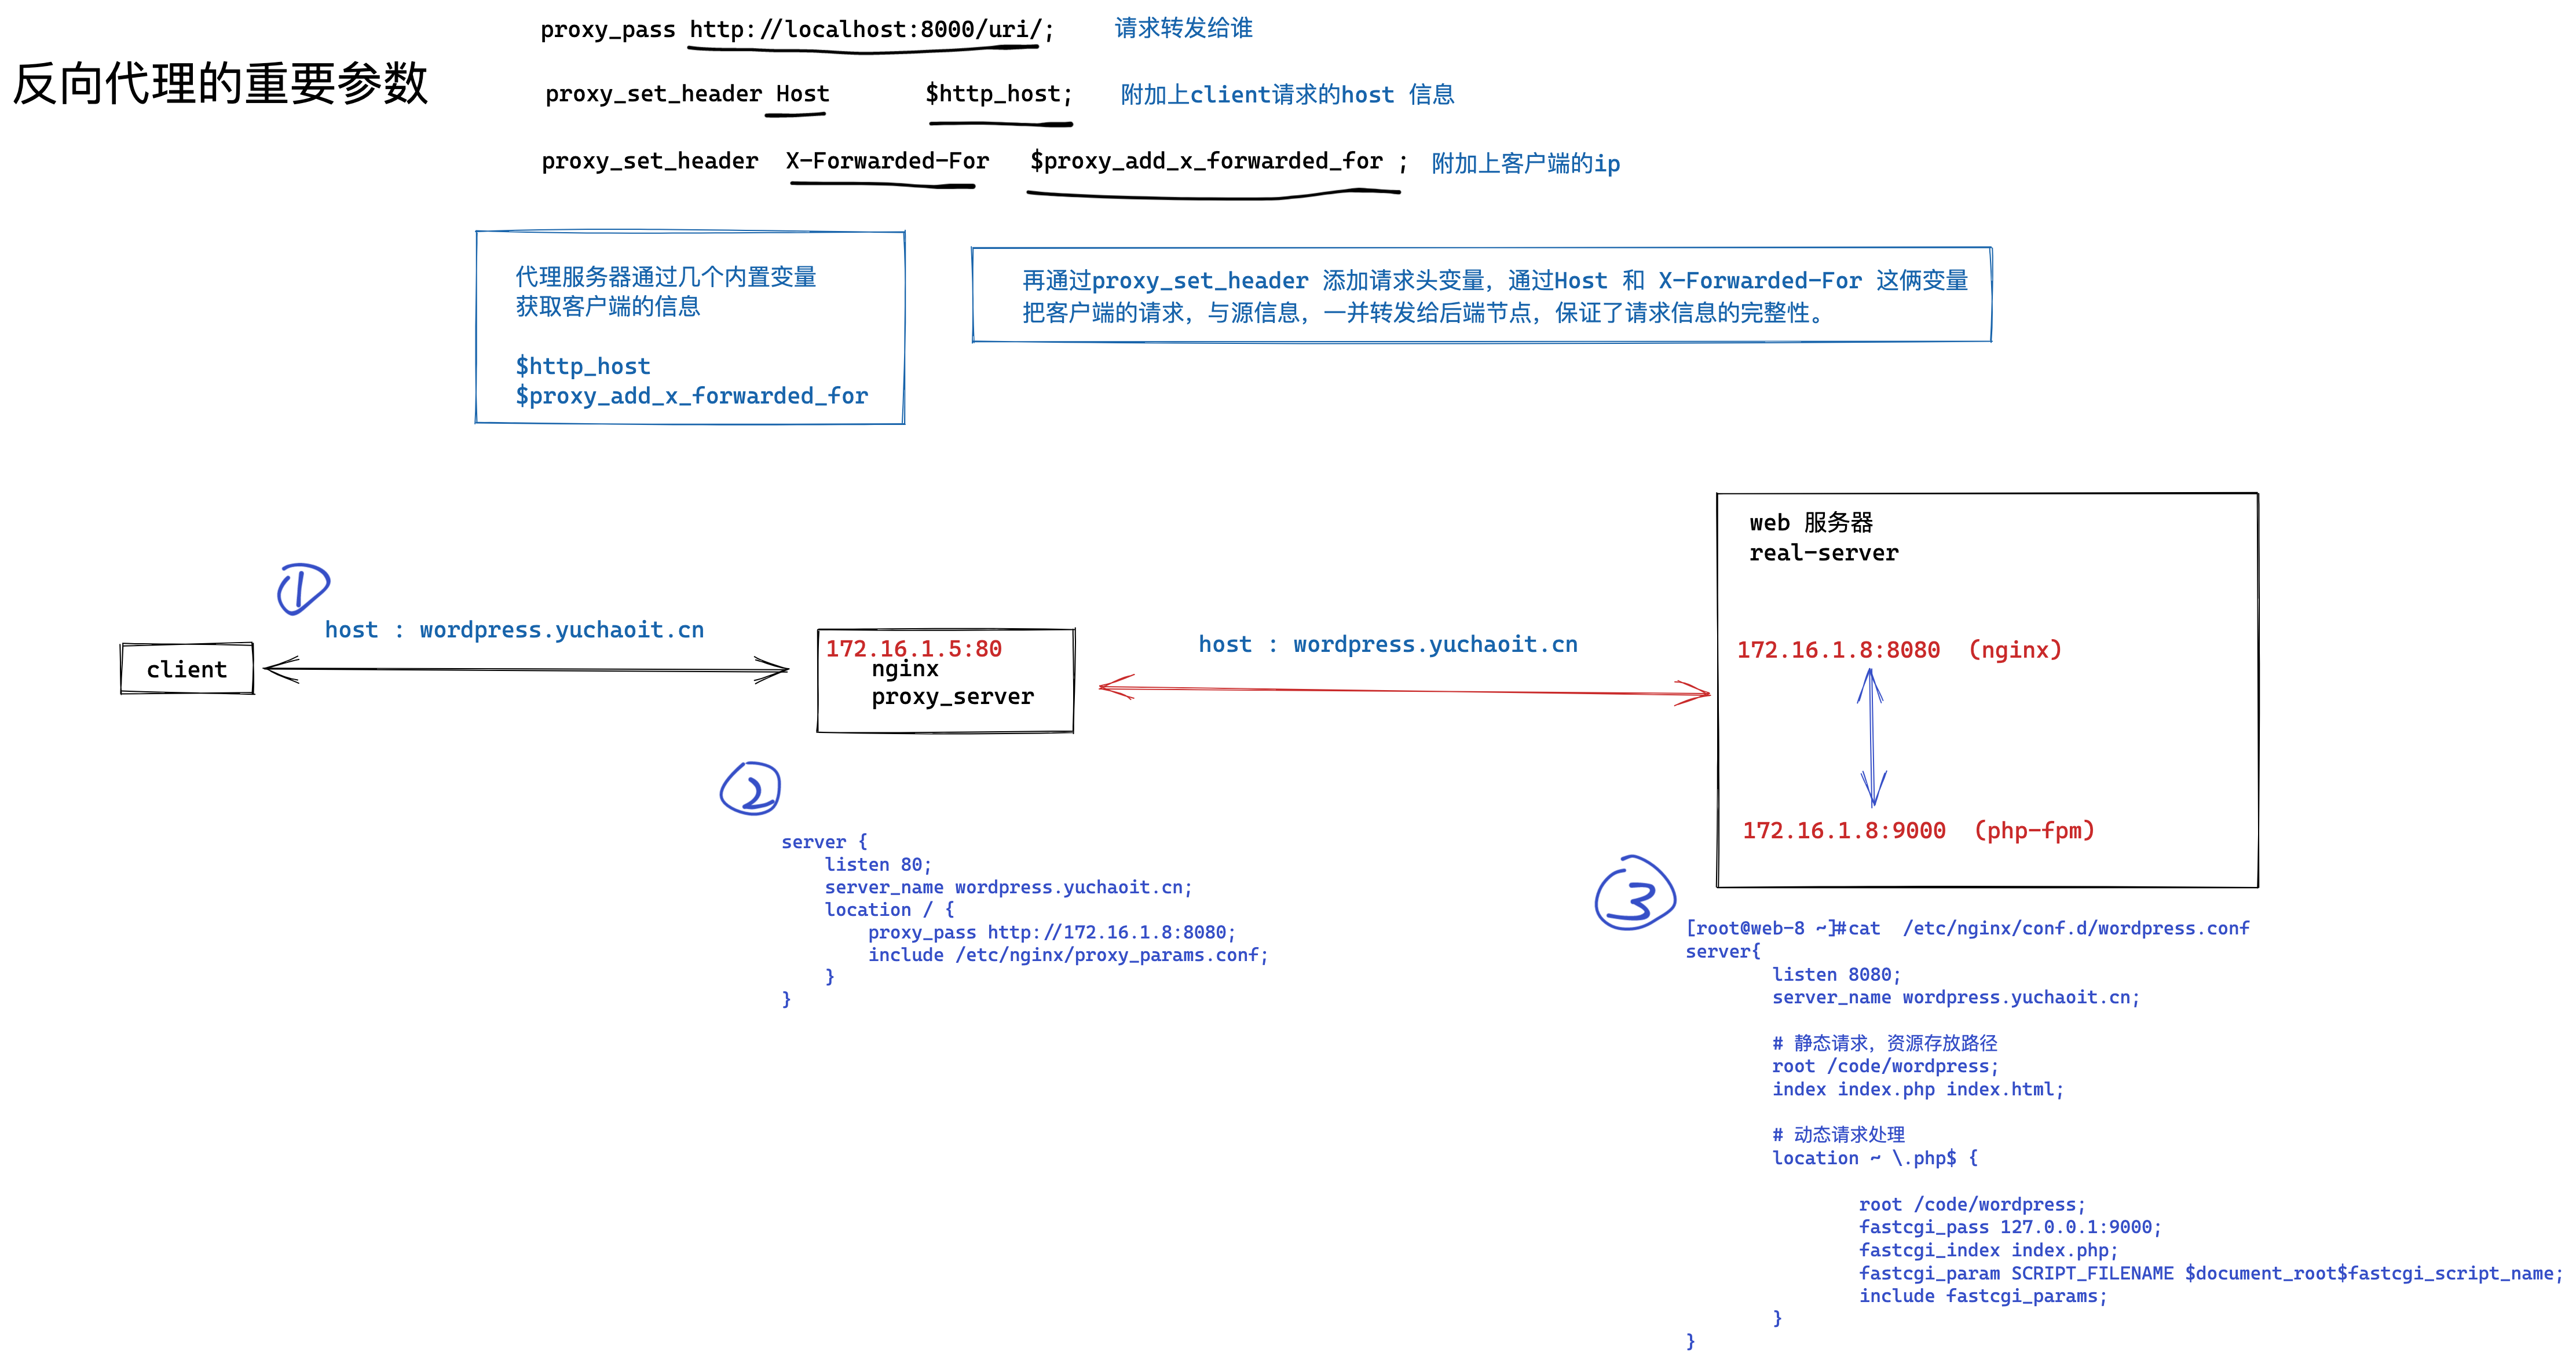 反向代理的重要参数
proxy_pass http://localhost:8000/uri/; 请求转发给谁
proxy_set_header Host $http_host; 附加上client请求的host 信息
proxy_set_header X-Forwarded-For $proxy_add_x_forwarded_for ; 附加上客户端的ip
代理服务器通过几个内置变量
获取客户端的信息
$http_host
$proxy_add_x_forwarded_for
再通过proxy_set_header 添加请求头变量，通过Host 和 X-Forwarded-For 这俩变量
把客户端的请求，与源信息，一并转发给后端节点，保证了请求信息的完整性。
①
host : wordpress.yuchaoit.cn
client
172.16.1.5:80
nginx
proxy_server
host : wordpress.yuchaoit.cn
web 服务器
real-server
172.16.1.8:8080 (nginx)
172.16.1.8:9000 (php-fpm)
②
server {
    listen 80;
    server_name wordpress.yuchaoit.cn;
    location / {
        proxy_pass http://172.16.1.8:8080;
        include /etc/nginx/proxy_params.conf;
    }
}
③
[root@web-8 ~]#cat  /etc/nginx/conf.d/wordpress.conf
server{
        listen 8080;
        server_name wordpress.yuchaoit.cn;
        # 静态请求，资源存放路径
        root /code/wordpress;
        index index.php index.html;
        # 动态请求处理
        location ~ \.php$ {
                root /code/wordpress;
                fastcgi_pass 127.0.0.1:9000;
                fastcgi_index index.php;
                fastcgi_param SCRIPT_FILENAME $document_root$fastcgi_script_name;
                include fastcgi_params;
        }
}